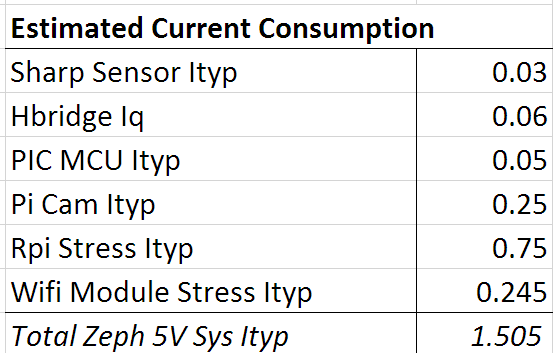 Estimated Current Consumption
Sharp Sensor Ityp 0.03
Hbridge Iq 0.06
PIC MCU Ityp 0.05
Pi Cam Ityp 0.25
Rpi Stress Ityp 0.75
Wifi Module Stress Ityp 0.245
Total Zeph 5V Sys Ityp 1.505